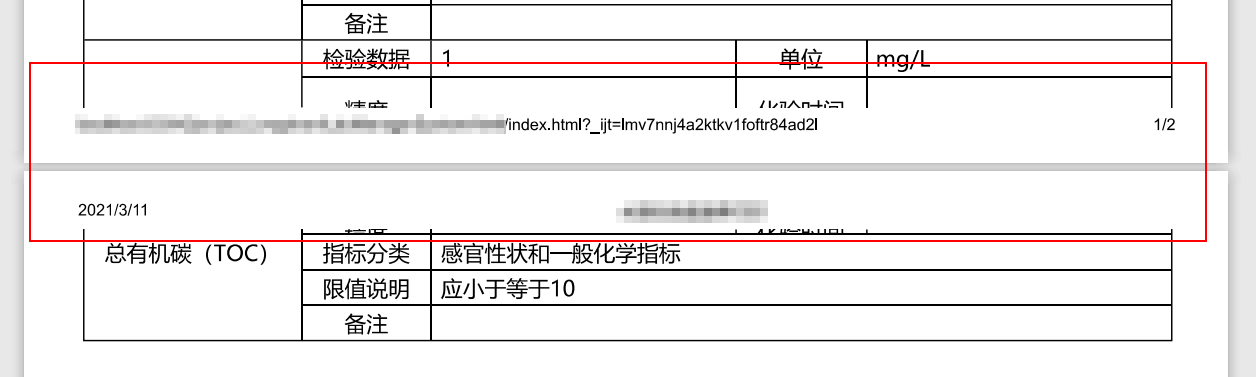 备注
检验数据 1 单位 mg/L
精度 化验时间
/index.html?_ijt=lmv7nnj4a2ktkv1foftr84ad2l 1/2
2021/3/11
精度 化验时间
总有机碳（TOC） 指标分类 感官性状和一般化学指标
限值说明 应小于等于10
备注